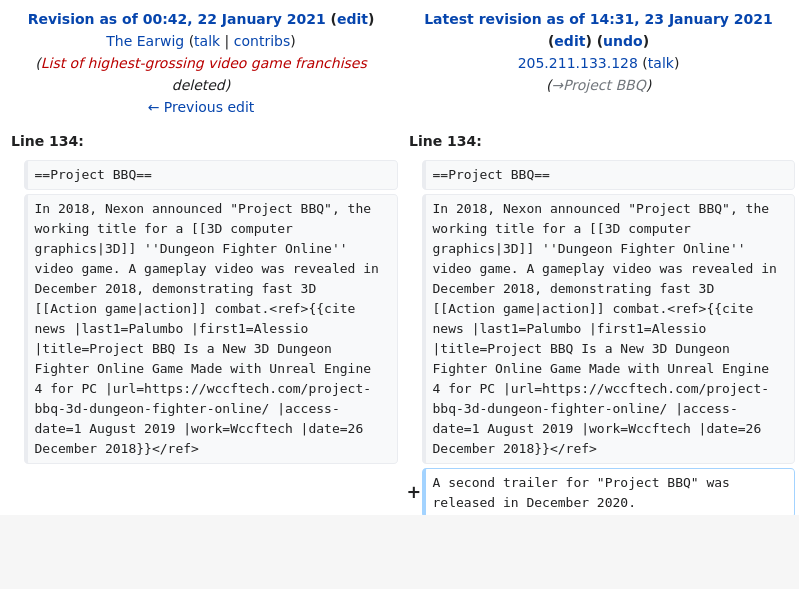 Revision as of 00:42, 22 January 2021 (edit)
The Earwig (talk | contribs)
(List of highest-grossing video game franchises
deleted)
← Previous edit
Latest revision as of 14:31, 23 January 2021
(edit) (undo)
205.211.133.128 (talk)
(→Project BBQ)
Line 134:
Line 134:
==Project BBQ==
==Project BBQ==
In 2018, Nexon announced "Project BBQ", the
working title for a [[3D computer
graphics|3D]] ''Dungeon Fighter Online''
video game. A gameplay video was revealed in
December 2018, demonstrating fast 3D
[[Action game|action]] combat.<ref>{{cite
news |last1=Palumbo |first1=Alessio
|title=Project BBQ Is a New 3D Dungeon
Fighter Online Game Made with Unreal Engine
4 for PC |url=https://wccftech.com/project-
bbq-3d-dungeon-fighter-online/ |access-
date=1 August 2019 |work=Wccftech |date=26
December 2018}}</ref>
In 2018, Nexon announced "Project BBQ", the
working title for a [[3D computer
graphics|3D]] ''Dungeon Fighter Online''
video game. A gameplay video was revealed in
December 2018, demonstrating fast 3D
[[Action game|action]] combat.<ref>{{cite
news |last1=Palumbo |first1=Alessio
|title=Project BBQ Is a New 3D Dungeon
Fighter Online Game Made with Unreal Engine
4 for PC |url=https://wccftech.com/project-
bbq-3d-dungeon-fighter-online/ |access-
date=1 August 2019 |work=Wccftech |date=26
December 2018}}</ref>
+ A second trailer for "Project BBQ" was
released in December 2020.